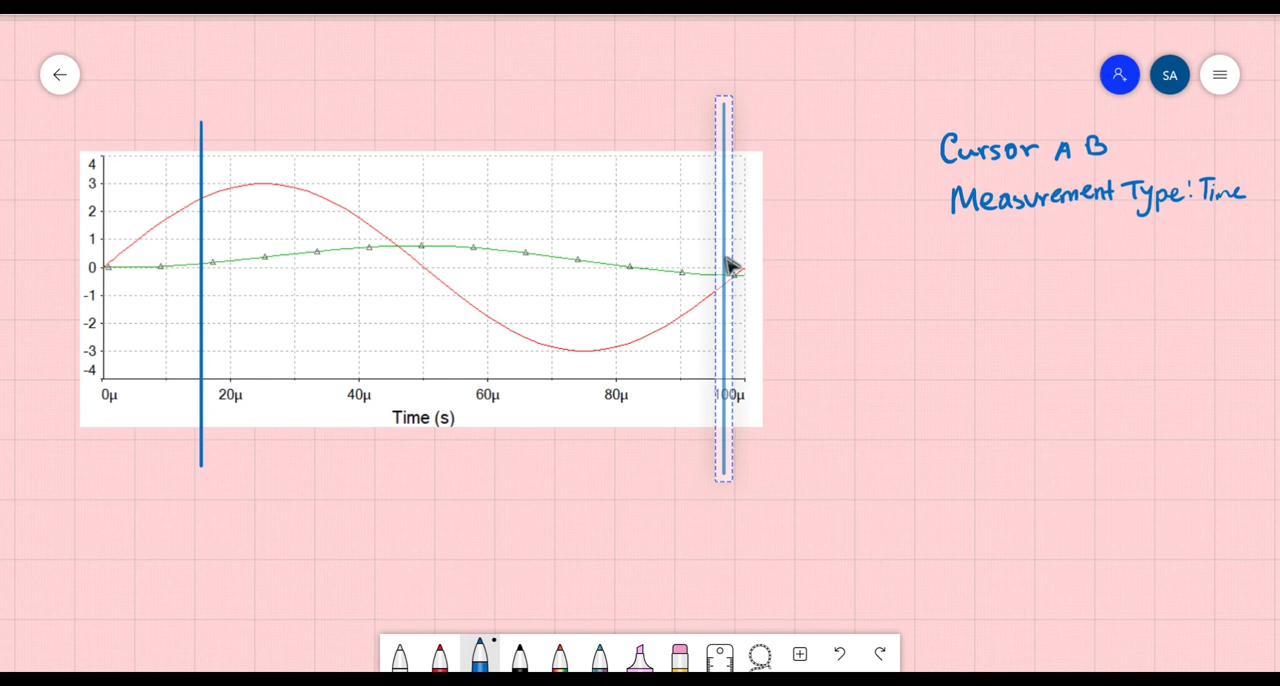 SA
Cursor A B
Measurement Type: Time
4
3
2
1
0
-1
-2
-3
-4
0µ 20µ 40µ 60µ 80µ 100µ
Time (s)